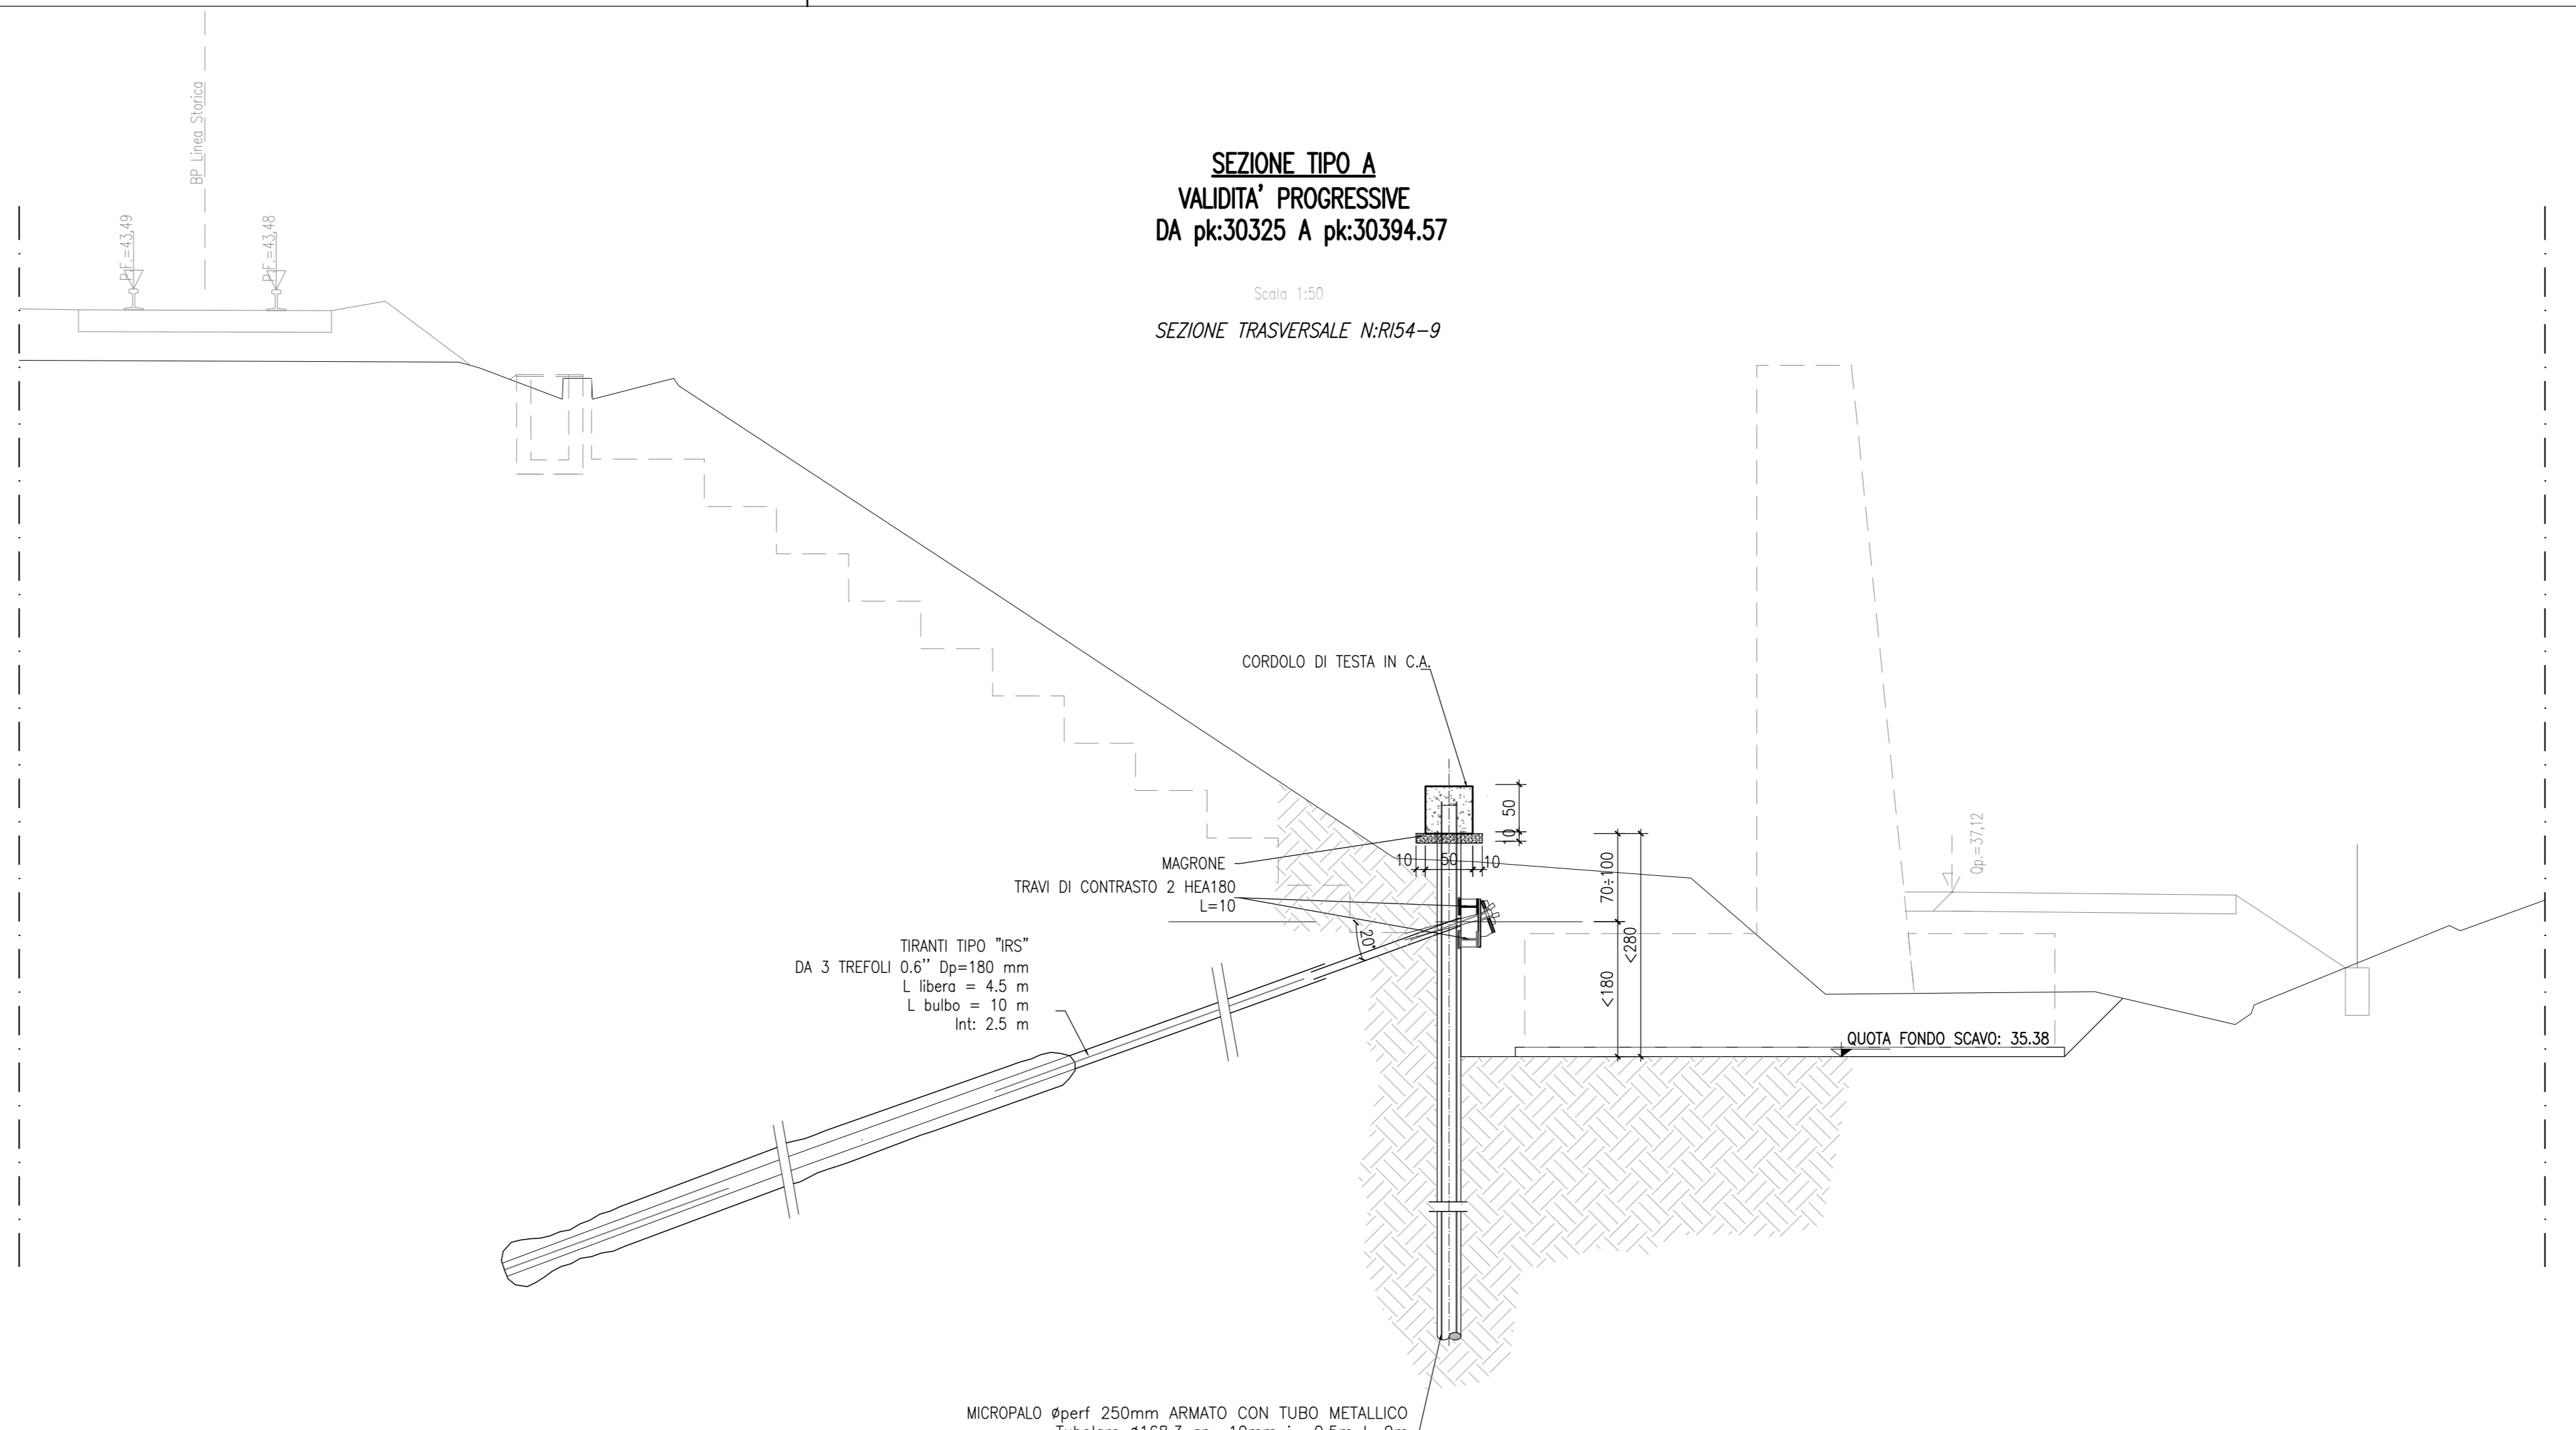 BP Linea Storica
P.F.=43,49
P.F.=43,48
SEZIONE TIPO A
VALIDITA' PROGRESSIVE
DA pk:30325 A pk:30394.57
Scala 1:50
SEZIONE TRASVERSALE N:RI54-9
CORDOLO DI TESTA IN C.A.
50
10
MAGRONE
10
50
10
TRAVI DI CONTRASTO 2 HEA180
L=10
70÷100
<180
<280
Qp.=37,12
20°
TIRANTI TIPO "IRS"
DA 3 TREFOLI 0.6'' Dp=180 mm
L libera = 4.5 m
L bulbo = 10 m
Int: 2.5 m
QUOTA FONDO SCAVO: 35.38
MICROPALO øperf 250mm ARMATO CON TUBO METALLICO